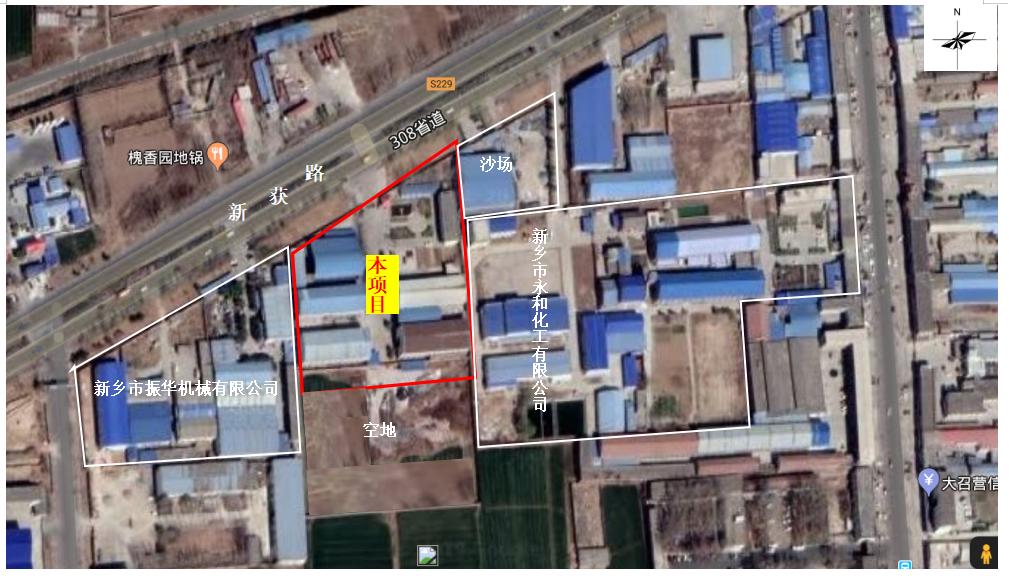 N
S229
308省道
槐香园地锅
沙场
新获路
新乡市永和化工有限公司
本项目
新乡市振华机械有限公司
空地
大召营信